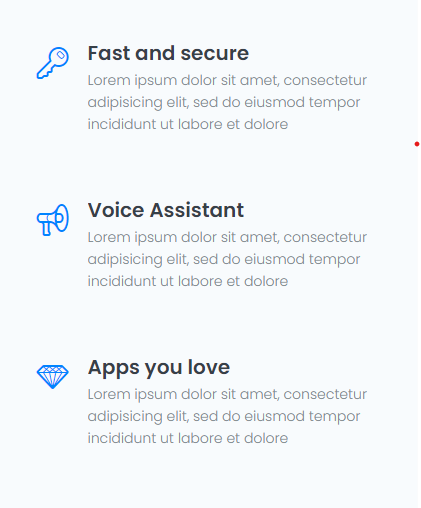 Fast and secure
Lorem ipsum dolor sit amet, consectetur
adipisicing elit, sed do eiusmod tempor
incididunt ut labore et dolore
Voice Assistant
Lorem ipsum dolor sit amet, consectetur
adipisicing elit, sed do eiusmod tempor
incididunt ut labore et dolore
Apps you love
Lorem ipsum dolor sit amet, consectetur
adipisicing elit, sed do eiusmod tempor
incididunt ut labore et dolore